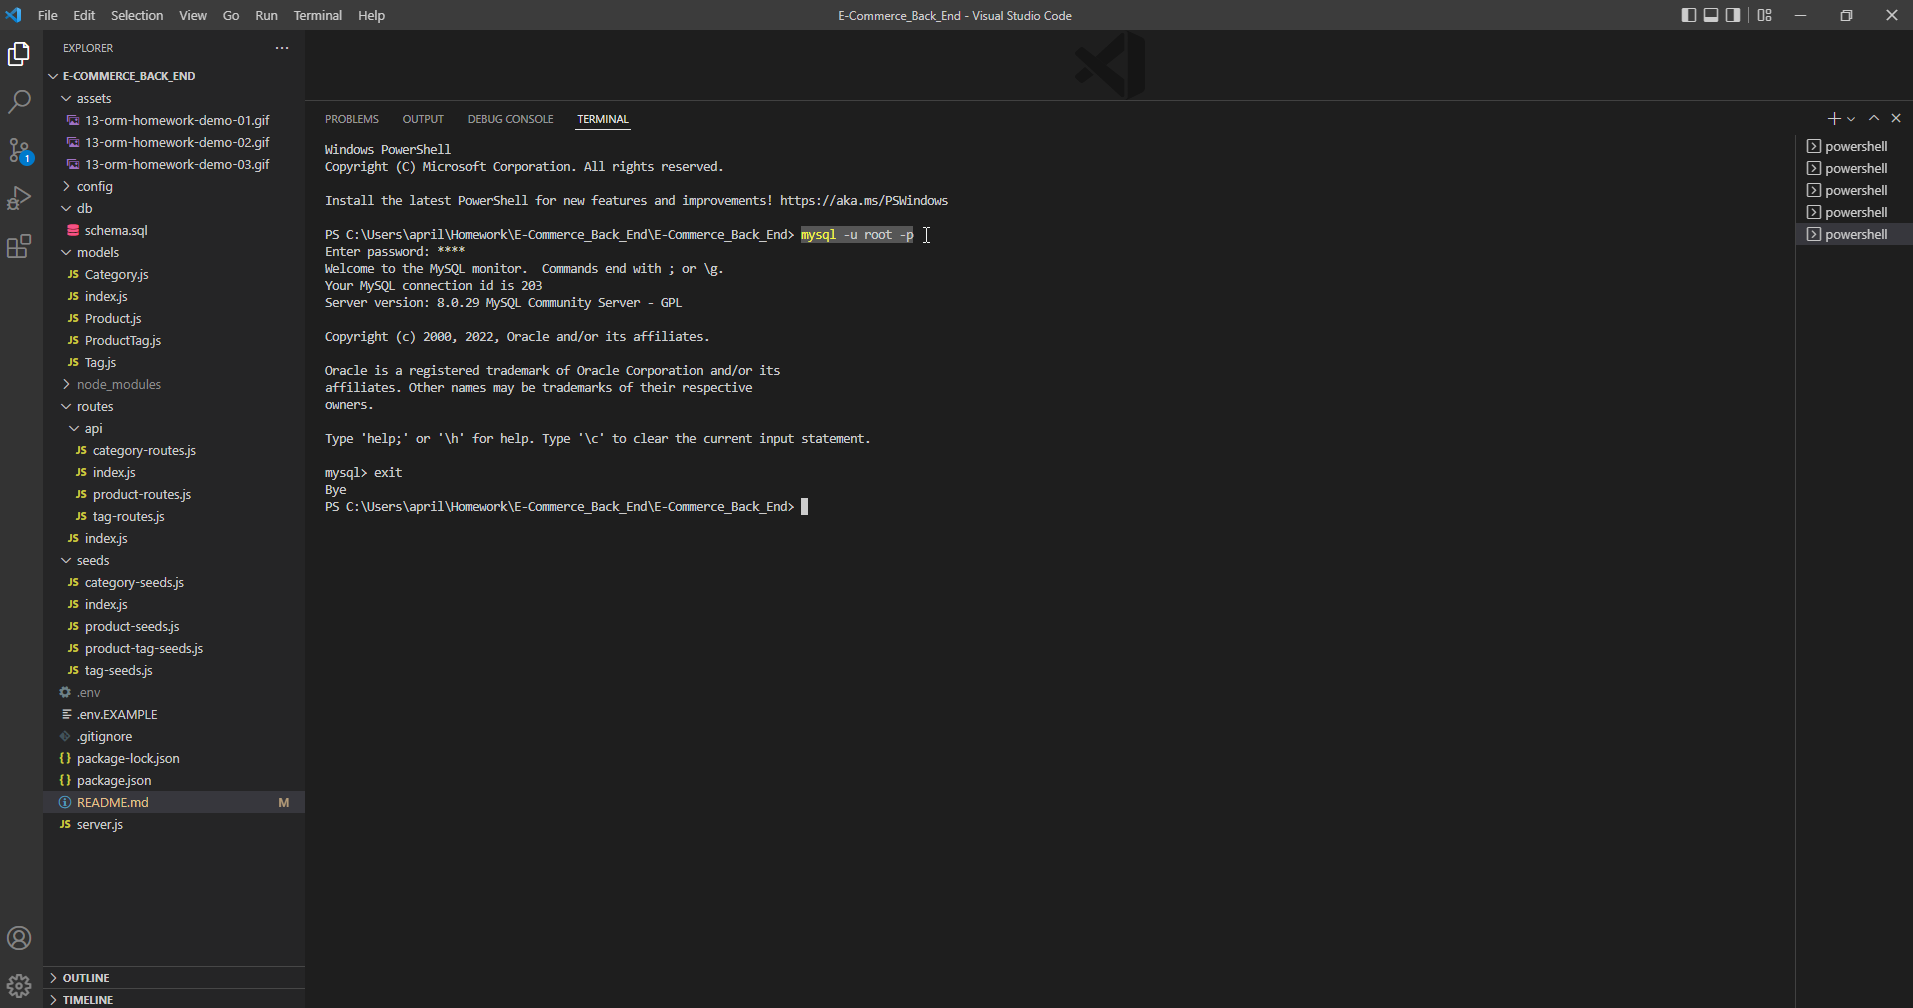 File Edit Selection View Go Run Terminal Help
E-Commerce_Back_End - Visual Studio Code
EXPLORER
E-COMMERCE_BACK_END
assets
13-orm-homework-demo-01.gif
13-orm-homework-demo-02.gif
13-orm-homework-demo-03.gif
config
db
schema.sql
models
JS Category.js
JS index.js
JS Product.js
JS ProductTag.js
JS Tag.js
node_modules
routes
api
JS category-routes.js
JS index.js
JS product-routes.js
JS tag-routes.js
JS index.js
seeds
JS category-seeds.js
JS index.js
JS product-seeds.js
JS product-tag-seeds.js
JS tag-seeds.js
.env
.env.EXAMPLE
.gitignore
{} package-lock.json
{} package.json
README.md M
JS server.js
OUTLINE
TIMELINE
1
PROBLEMS OUTPUT DEBUG CONSOLE TERMINAL
Windows PowerShell
Copyright (C) Microsoft Corporation. All rights reserved.
Install the latest PowerShell for new features and improvements! https://aka.ms/PSWindows
PS C:\Users\april\Homework\E-Commerce_Back_End\E-Commerce_Back_End> mysql -u root -p
Enter password: ****
Welcome to the MySQL monitor.  Commands end with ; or \g.
Your MySQL connection id is 203
Server version: 8.0.29 MySQL Community Server - GPL
Copyright (c) 2000, 2022, Oracle and/or its affiliates.
Oracle is a registered trademark of Oracle Corporation and/or its
affiliates. Other names may be trademarks of their respective
owners.
Type 'help;' or '\h' for help. Type '\c' to clear the current input statement.
mysql> exit
Bye
PS C:\Users\april\Homework\E-Commerce_Back_End\E-Commerce_Back_End>
powershell
powershell
powershell
powershell
powershell